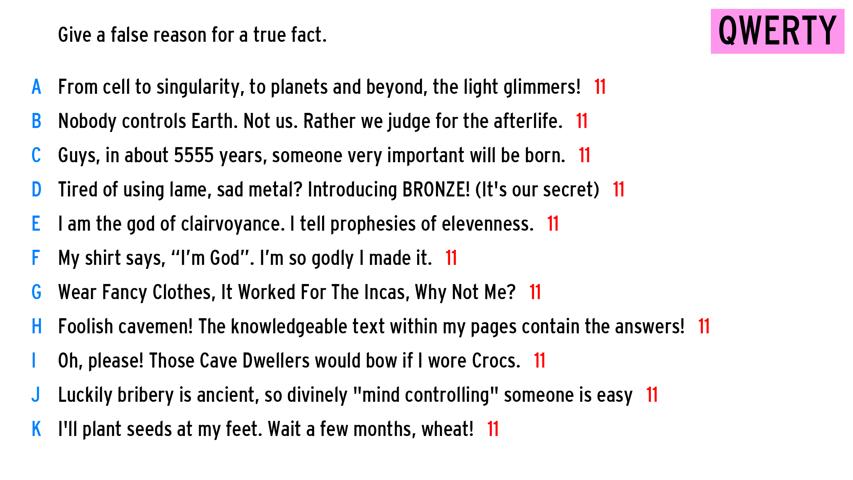 Give a false reason for a true fact.
QWERTY
A From cell to singularity, to planets and beyond, the light glimmers! 11
B Nobody controls Earth. Not us. Rather we judge for the afterlife. 11
C Guys, in about 5555 years, someone very important will be born. 11
D Tired of using lame, sad metal? Introducing BRONZE! (It's our secret) 11
E I am the god of clairvoyance. I tell prophesies of elevenness. 11
F My shirt says, “I’m God”. I’m so godly I made it. 11
G Wear Fancy Clothes, It Worked For The Incas, Why Not Me? 11
H Foolish cavemen! The knowledgeable text within my pages contain the answers! 11
I Oh, please! Those Cave Dwellers would bow if I wore Crocs. 11
J Luckily bribery is ancient, so divinely "mind controlling" someone is easy 11
K I'll plant seeds at my feet. Wait a few months, wheat! 11